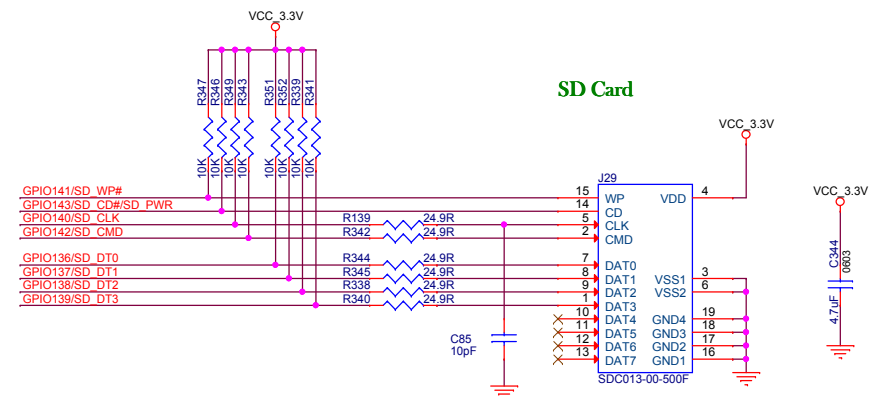 VCC_3.3V
R347
R346
R349
R343
R351
R352
R339
R341
10K
10K
10K
10K
10K
10K
10K
10K
SD Card
VCC_3.3V
VCC_3.3V
J29
GPIO141/SD_WP# 15 WP VDD 4
GPIO143/SD_CD#/SD_PWR 14 CD
GPIO140/SD_CLK R139 24.9R 5 CLK
GPIO142/SD_CMD R342 24.9R 2 CMD
GPIO136/SD_DT0 R344 24.9R 7 DAT0
GPIO137/SD_DT1 R345 24.9R 8 DAT1 VSS1 3
GPIO138/SD_DT2 R338 24.9R 9 DAT2 VSS2 6
GPIO139/SD_DT3 R340 24.9R 1 DAT3
10 DAT4 GND4 19
11 DAT5 GND3 18
12 DAT6 GND2 17
13 DAT7 GND1 16
SDC013-00-500F
C85
10pF
C344
0603
4.7uF